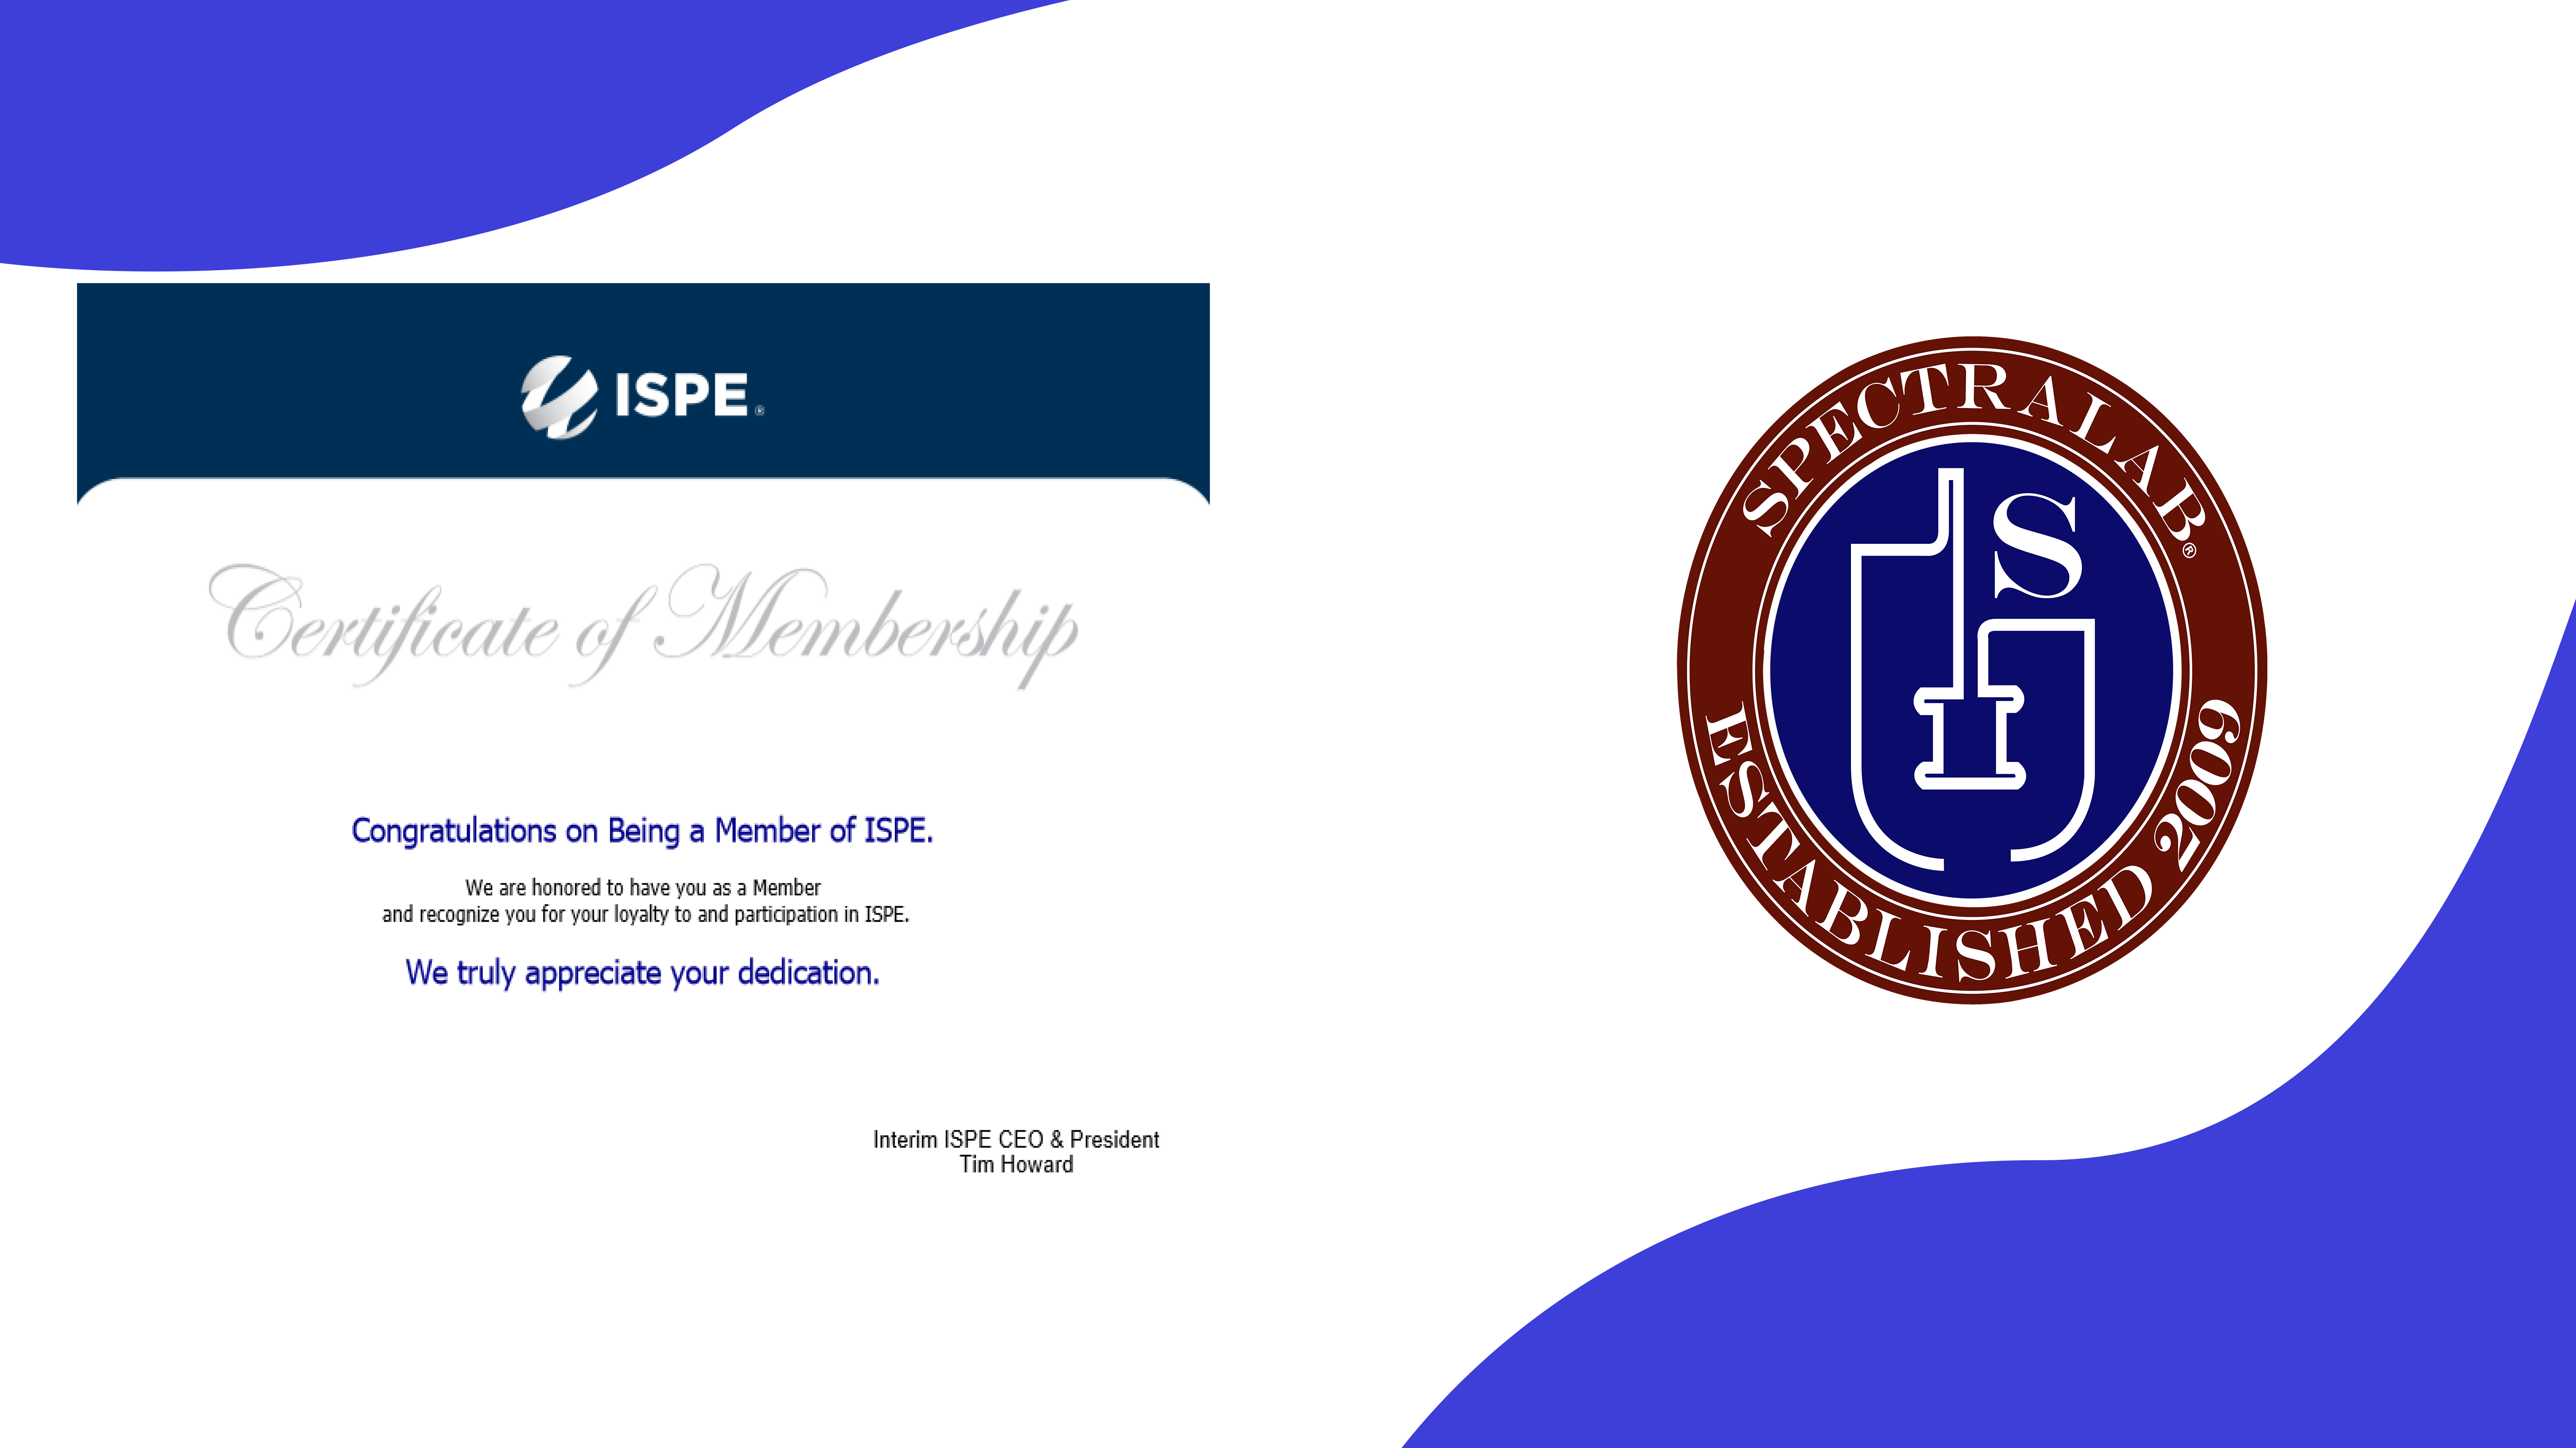 ISPE®
Certificate of Membership
Congratulations on Being a Member of ISPE.
We are honored to have you as a Member
and recognize you for your loyalty to and participation in ISPE.
We truly appreciate your dedication.
Interim ISPE CEO & President
Tim Howard
SPECTRALAB®
S
ESTABLISHED 2009